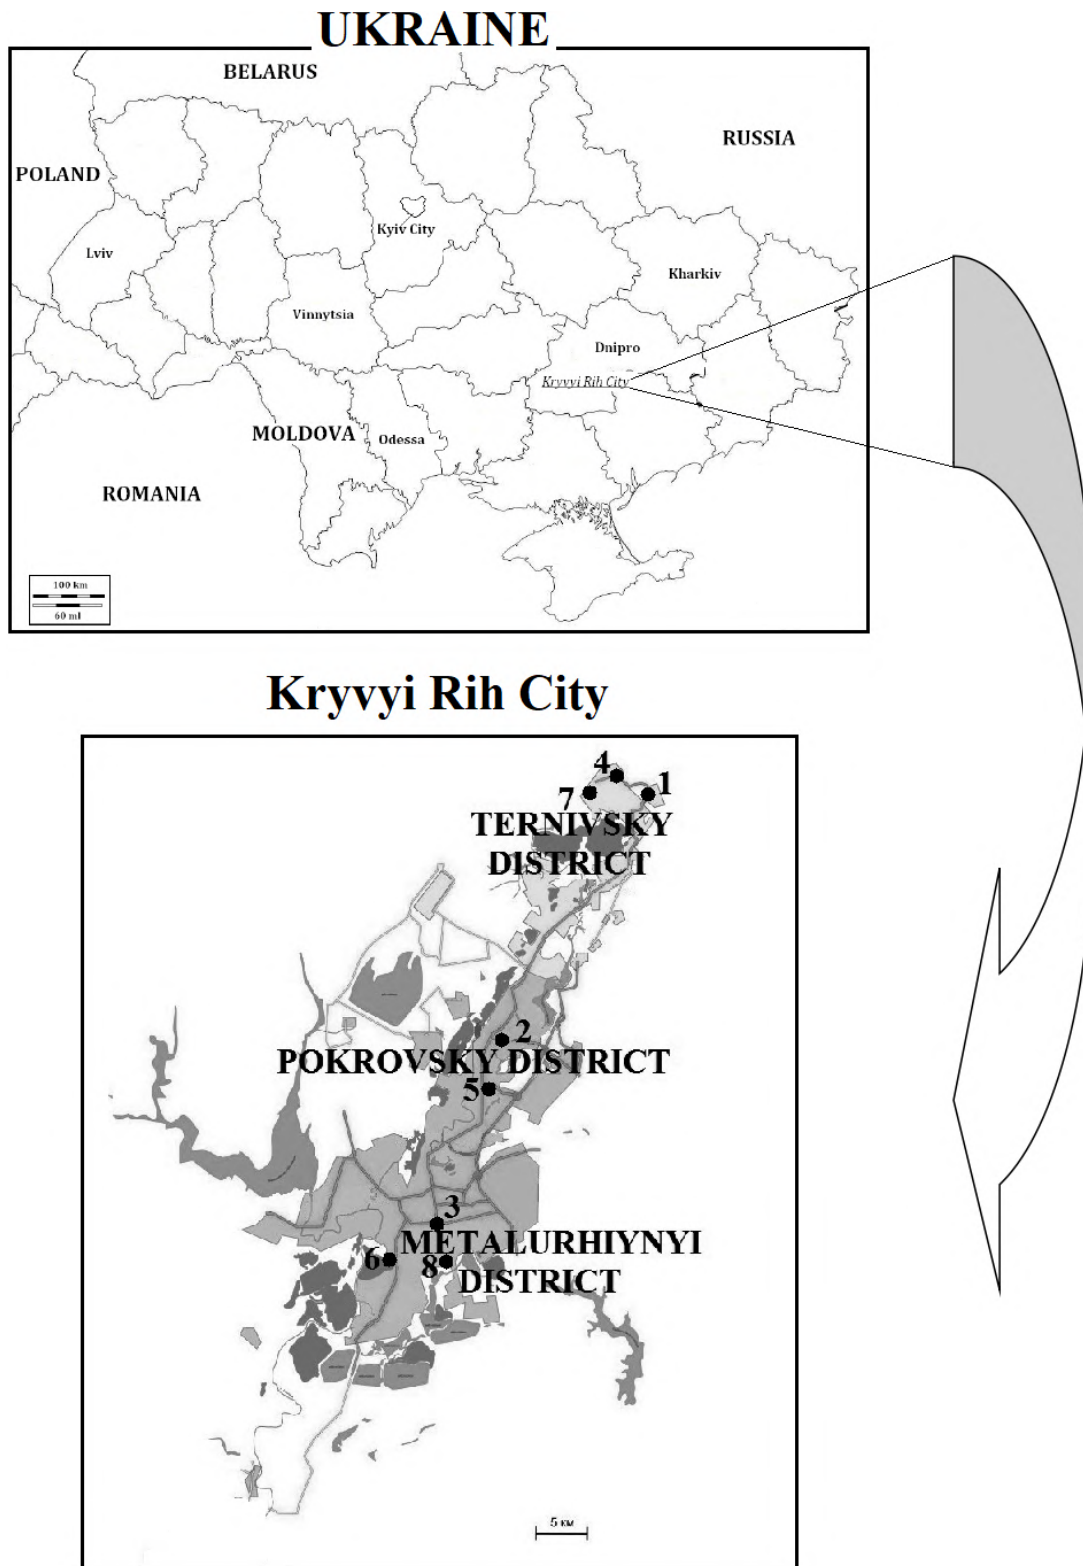 UKRAINE
BELARUS
RUSSIA
POLAND
Kyiv City
Lviv
Kharkiv
Vinnytsia
Dnipro
Kryvyi Rih City
MOLDOVA
Odessa
ROMANIA
100 km
60 ml
Kryvyi Rih City
4
1
7
TERNIVSKY
DISTRICT
2
POKROVSKY DISTRICT
5
3
METALURHIYNYI
6
8
DISTRICT
5 км